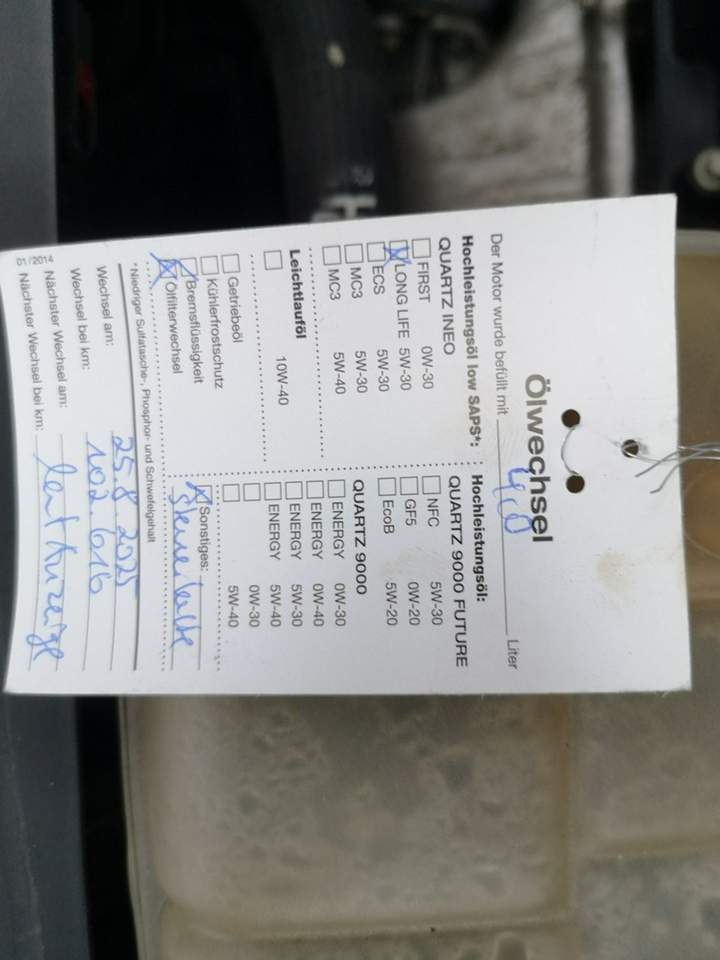 Ölwechsel
Der Motor wurde befüllt mit 4,8 Liter
Hochleistungsöl low SAPS*:
QUARTZ INEO
FIRST 0W-30
LONG LIFE 5W-30
ECS 5W-30
MC3 5W-30
MC3 5W-40
Leichtlauföl
10W-40
Getriebeöl
Kühlerfrostschutz
Bremsflüssigkeit
Ölfilterwechsel
Hochleistungsöl:
QUARTZ 9000 FUTURE
NFC 5W-30
GF5 0W-20
EcoB 5W-20
QUARTZ 9000
ENERGY 0W-30
ENERGY 0W-40
ENERGY 5W-30
ENERGY 5W-40
0W-30
5W-40
Sonstiges:
Steuerkette
*Niedriger Sulfatasche-, Phosphor- und Schwefelgehalt
Wechsel am: 25.8.2025
Wechsel bei km: 102.616
Nächster Wechsel am:
Nächster Wechsel bei km: laut Anzeige
01/2014